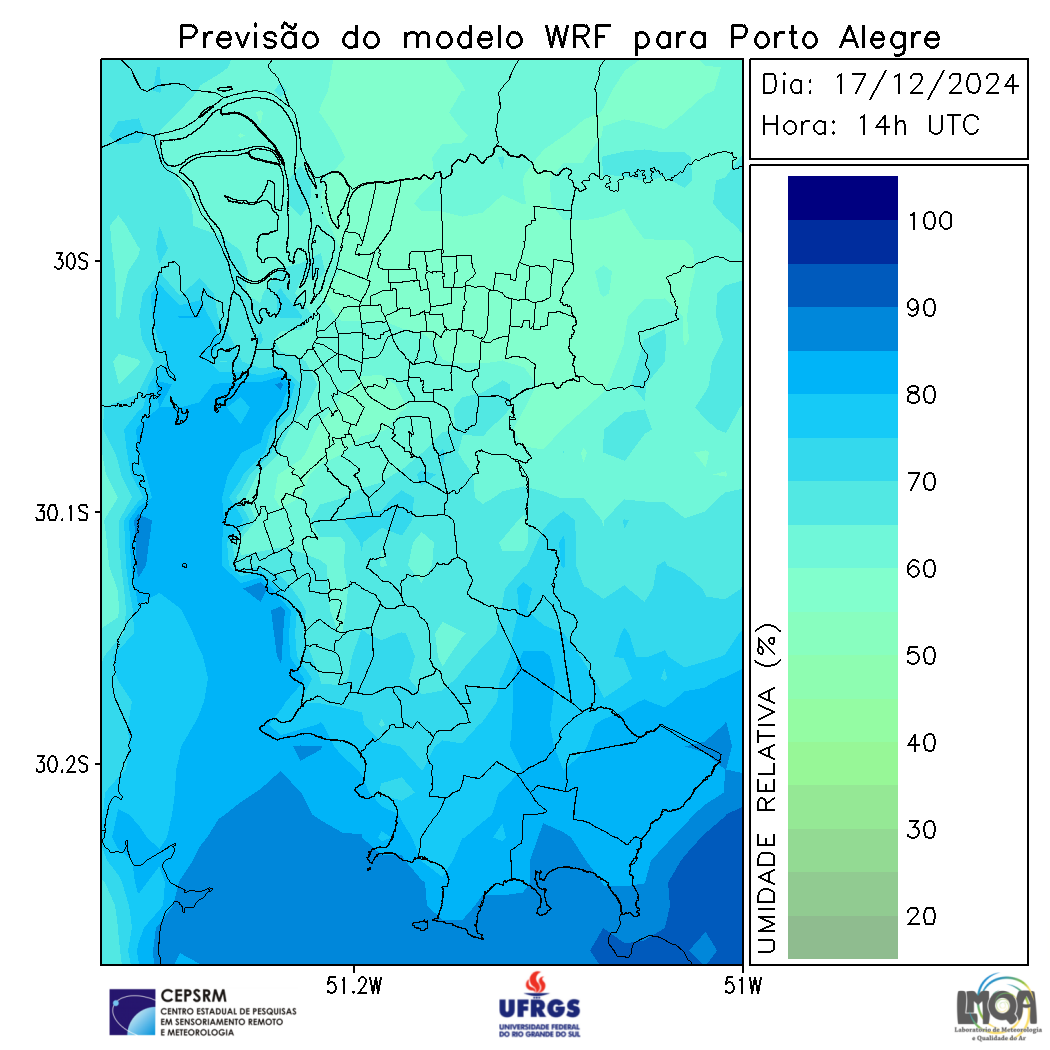 Previsão do modelo WRF para Porto Alegre
Dia: 17/12/2024
Hora: 14h UTC
30S
30.1S
30.2S
51.2W
51W
100
90
80
70
60
50
40
30
20
UMIDADE RELATIVA (%)
CEPSRM
CENTRO ESTADUAL DE PESQUISAS
EM SENSORIAMENTO REMOTO
E METEOROLOGIA
UFRGS
UNIVERSIDADE FEDERAL
DO RIO GRANDE DO SUL
LMQA
Laboratório de Meteorologia
e Qualidade do Ar